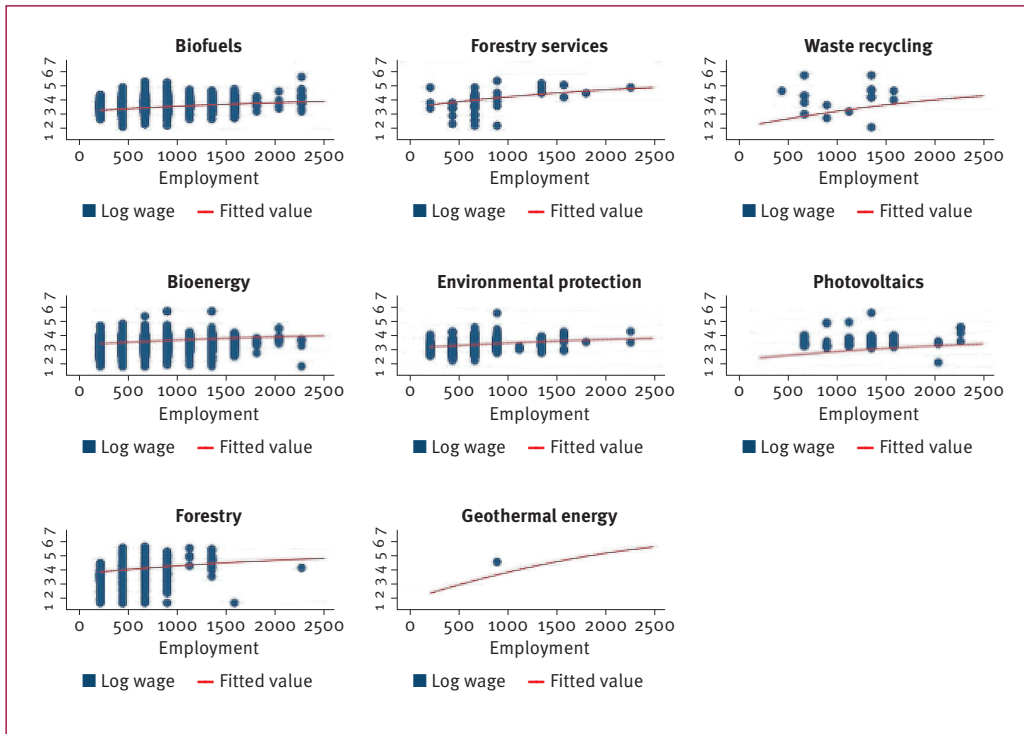 Biofuels
1 2 3 4 5 6 7
0 500 1000 1500 2000 2500
Employment
Log wage Fitted value
Forestry services
1 2 3 4 5 6 7
0 500 1000 1500 2000 2500
Employment
Log wage Fitted value
Waste recycling
1 2 3 4 5 6 7
0 500 1000 1500 2000 2500
Employment
Log wage Fitted value
Bioenergy
1 2 3 4 5 6 7
0 500 1000 1500 2000 2500
Employment
Log wage Fitted value
Environmental protection
1 2 3 4 5 6 7
0 500 1000 1500 2000 2500
Employment
Log wage Fitted value
Photovoltaics
1 2 3 4 5 6 7
0 500 1000 1500 2000 2500
Employment
Log wage Fitted value
Forestry
1 2 3 4 5 6 7
0 500 1000 1500 2000 2500
Employment
Log wage Fitted value
Geothermal energy
1 2 3 4 5 6 7
0 500 1000 1500 2000 2500
Employment
Log wage Fitted value